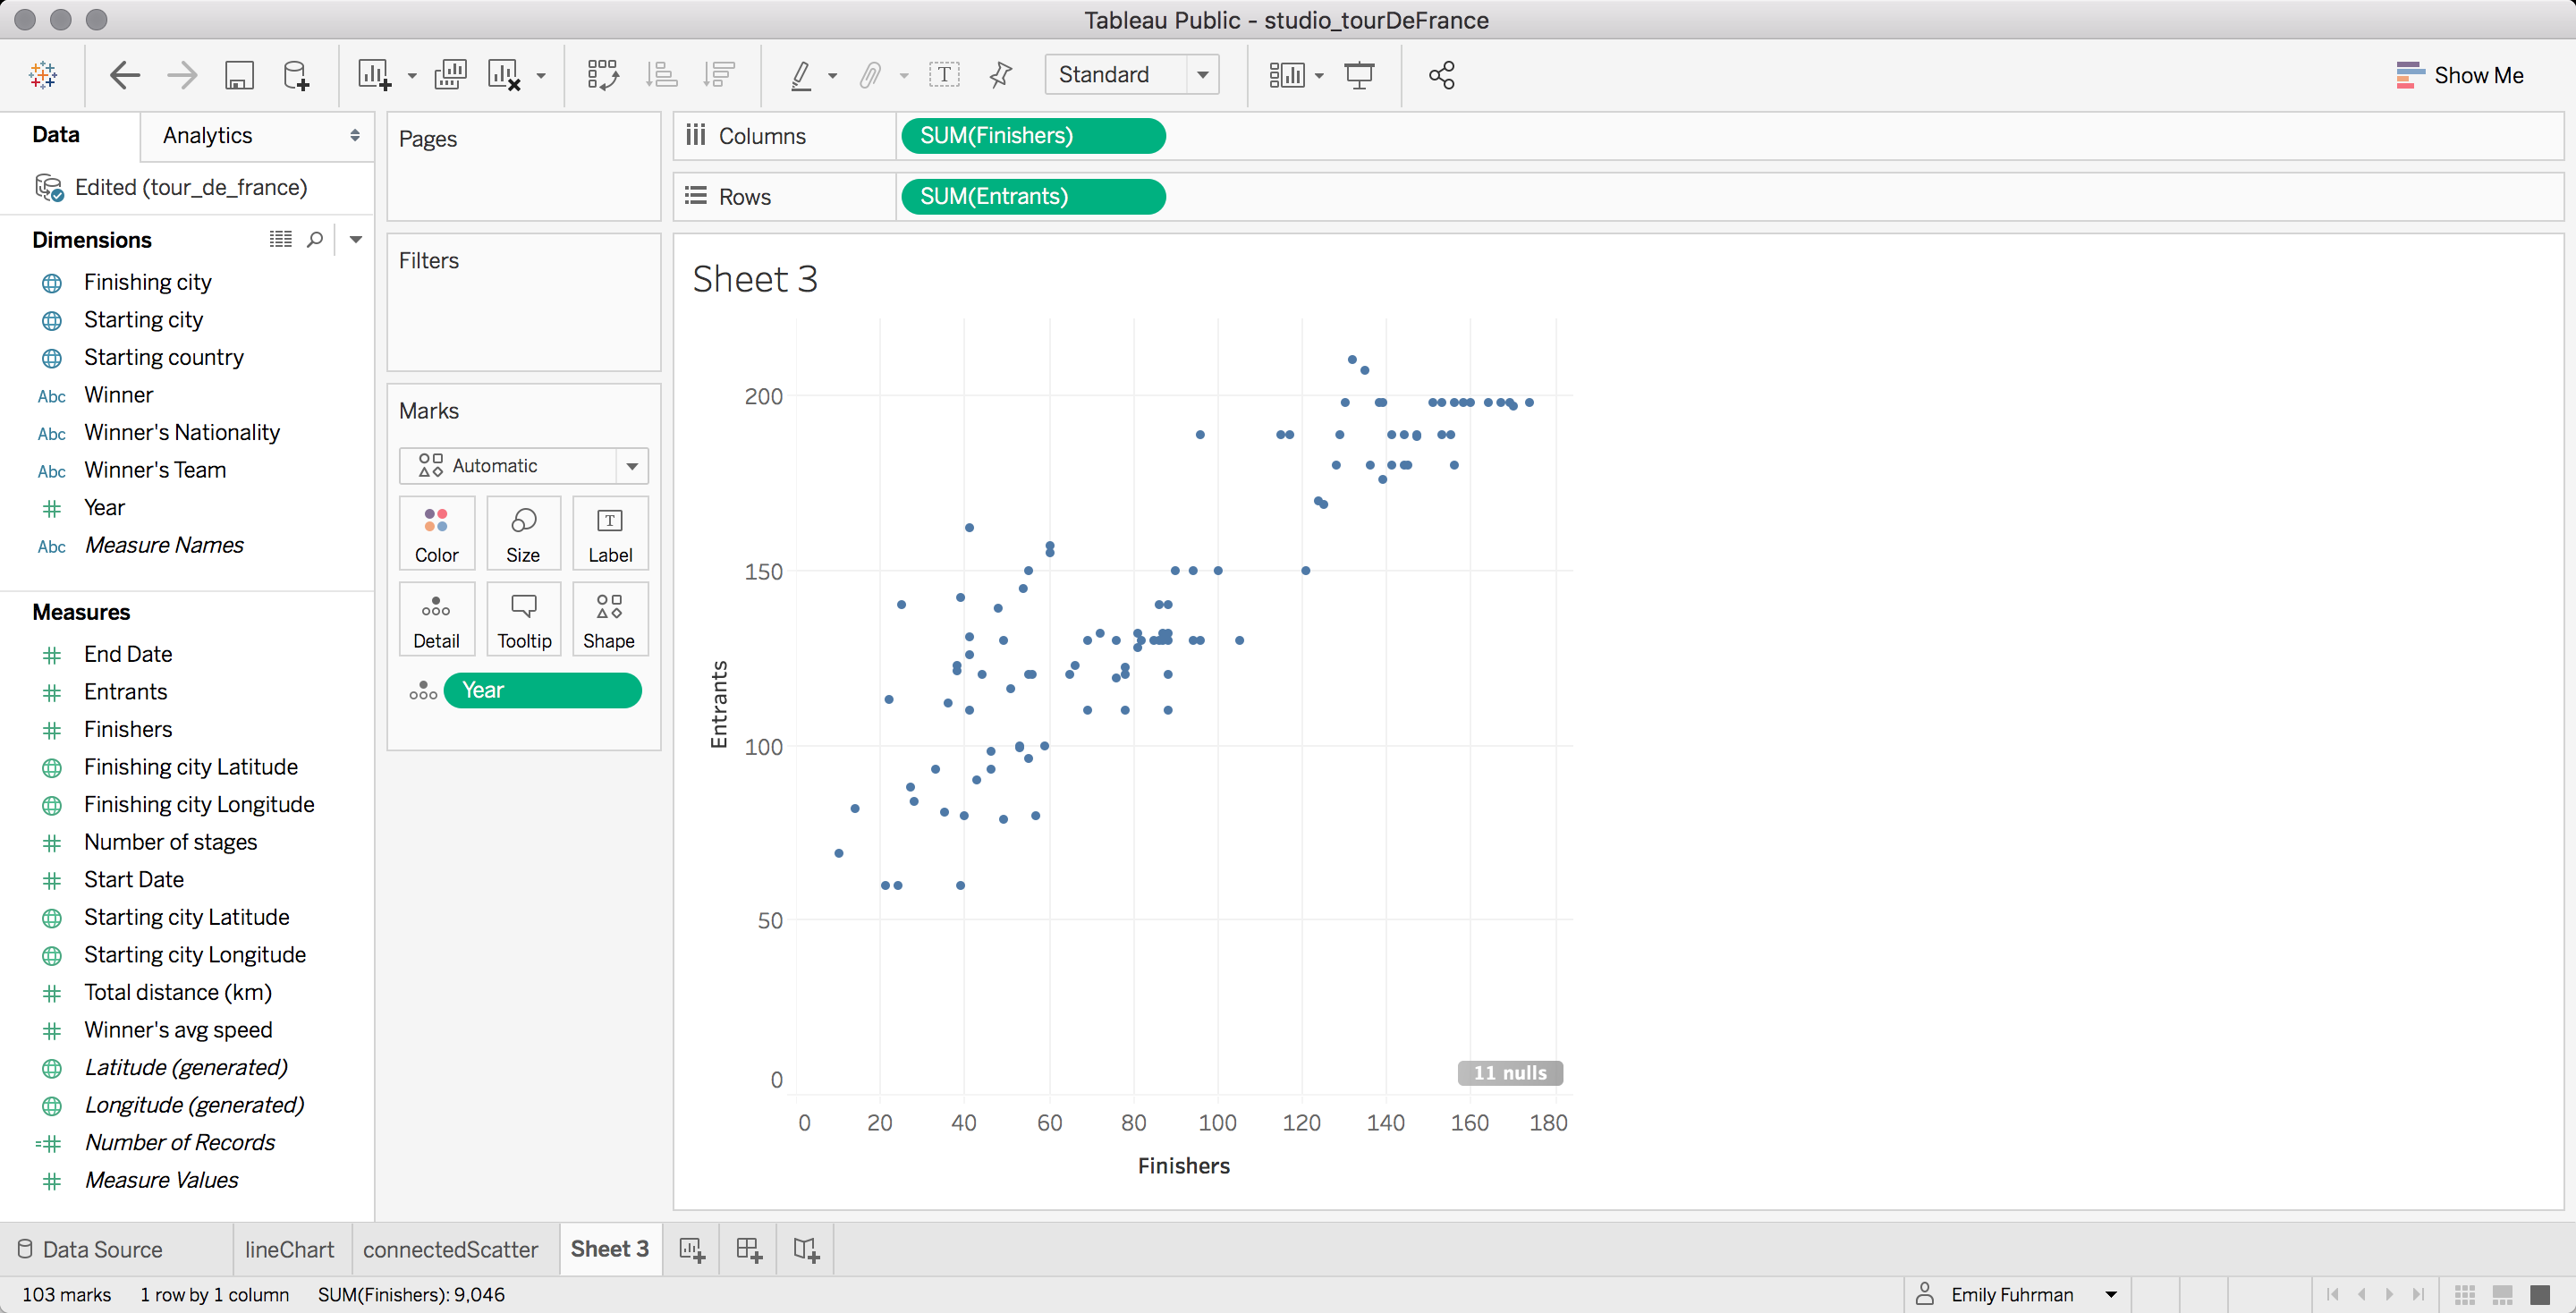 Tableau Public - studio_tourDeFrance
Standard
Show Me
Data
Analytics
Edited (tour_de_france)
Dimensions
Finishing city
Starting city
Starting country
Abc Winner
Abc Winner's Nationality
Abc Winner's Team
Year
Abc Measure Names
Measures
End Date
Entrants
Finishers
Finishing city Latitude
Finishing city Longitude
Number of stages
Start Date
Starting city Latitude
Starting city Longitude
Total distance (km)
Winner's avg speed
Latitude (generated)
Longitude (generated)
Number of Records
Measure Values
Pages
Filters
Marks
Automatic
Color Size Label
Detail Tooltip Shape
Year
Columns SUM(Finishers)
Rows SUM(Entrants)
Sheet 3
200
150
100
50
0
Entrants
11 nulls
0 20 40 60 80 100 120 140 160 180
Finishers
Data Source lineChart connectedScatter Sheet 3
103 marks 1 row by 1 column SUM(Finishers): 9,046 Emily Fuhrman